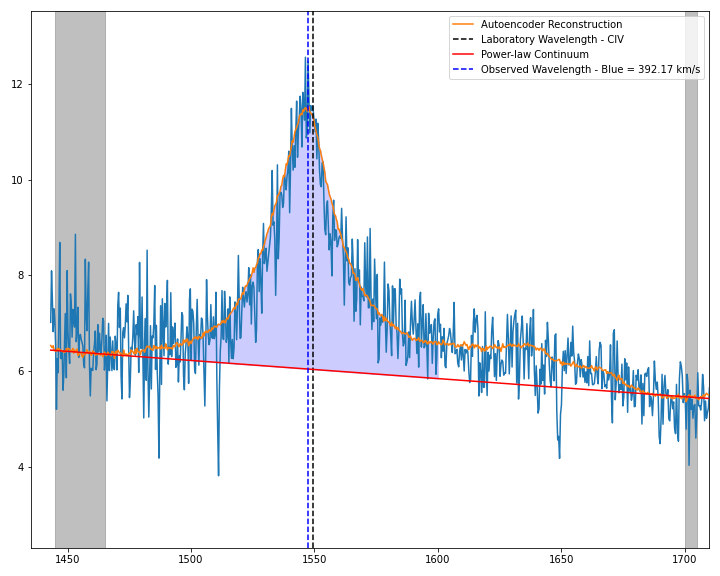 Autoencoder Reconstruction
Laboratory Wavelength - CIV
Power-law Continuum
Observed Wavelength - Blue = 392.17 km/s
12
10
8
6
4
1450
1500
1550
1600
1650
1700